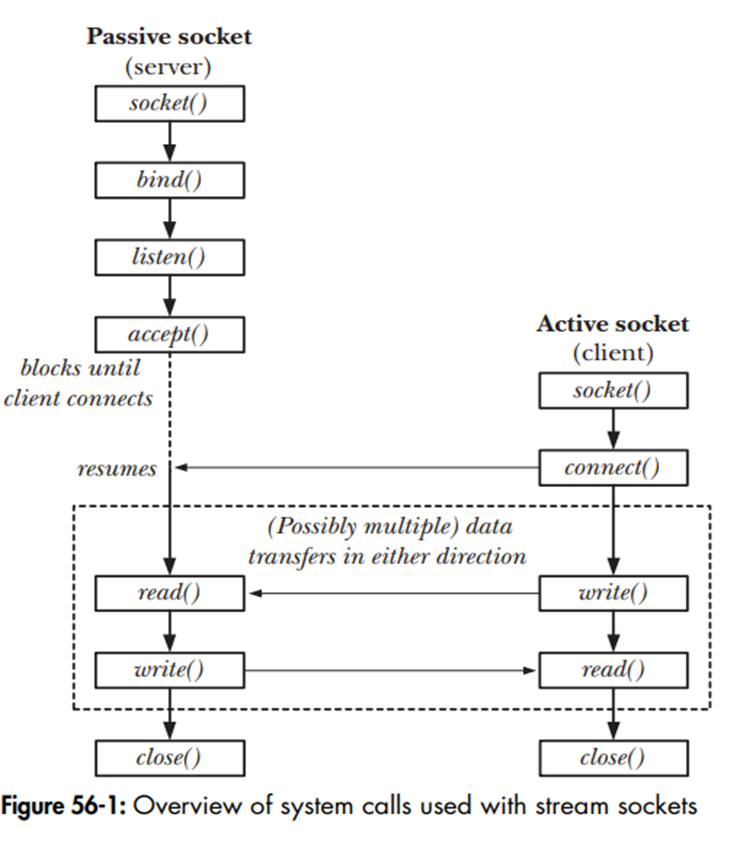 Passive socket
(server)
socket()
bind()
listen()
accept()
blocks until
client connects
resumes
Active socket
(client)
socket()
connect()
(Possibly multiple) data
transfers in either direction
read()
write()
write()
read()
close()
close()
Figure 56-1: Overview of system calls used with stream sockets